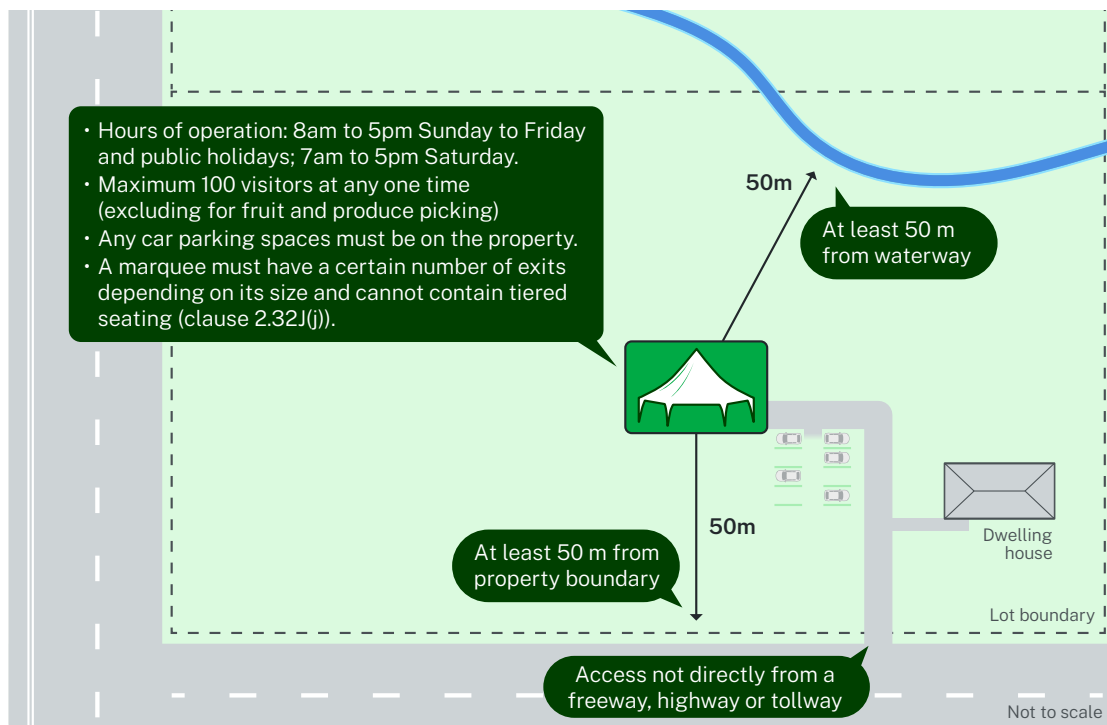 • Hours of operation: 8am to 5pm Sunday to Friday
and public holidays; 7am to 5pm Saturday.
• Maximum 100 visitors at any one time
(excluding for fruit and produce picking)
• Any car parking spaces must be on the property.
• A marquee must have a certain number of exits
depending on its size and cannot contain tiered
seating (clause 2.32J(j)).
50m
At least 50 m
from waterway
50m
At least 50 m from
property boundary
Dwelling
house
Lot boundary
Access not directly from a
freeway, highway or tollway
Not to scale